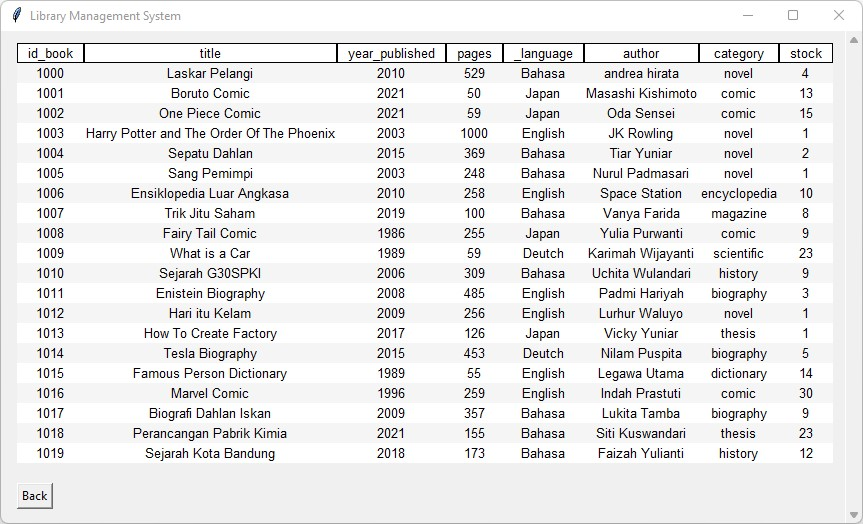 Library Management System
id_book title year_published pages _language author category stock
1000 Laskar Pelangi 2010 529 Bahasa andrea hirata novel 4
1001 Boruto Comic 2021 50 Japan Masashi Kishimoto comic 13
1002 One Piece Comic 2021 59 Japan Oda Sensei comic 15
1003 Harry Potter and The Order Of The Phoenix 2003 1000 English JK Rowling novel 1
1004 Sepatu Dahlan 2015 369 Bahasa Tiar Yuniar novel 2
1005 Sang Pemimpi 2003 248 Bahasa Nurul Padmasari novel 1
1006 Ensiklopedia Luar Angkasa 2010 258 English Space Station encyclopedia 10
1007 Trik Jitu Saham 2019 100 Bahasa Vanya Farida magazine 8
1008 Fairy Tail Comic 1986 255 Japan Yulia Purwanti comic 9
1009 What is a Car 1989 59 Deutch Karimah Wijayanti scientific 23
1010 Sejarah G30SPKI 2006 309 Bahasa Uchita Wulandari history 9
1011 Enistein Biography 2008 485 English Padmi Hariyah biography 3
1012 Hari itu Kelam 2009 256 English Lurhur Waluyo novel 1
1013 How To Create Factory 2017 126 Japan Vicky Yuniar thesis 1
1014 Tesla Biography 2015 453 Deutch Nilam Puspita biography 5
1015 Famous Person Dictionary 1989 55 English Legawa Utama dictionary 14
1016 Marvel Comic 1996 259 English Indah Prastuti comic 30
1017 Biografi Dahlan Iskan 2009 357 Bahasa Lukita Tamba biography 9
1018 Perancangan Pabrik Kimia 2021 155 Bahasa Siti Kuswandari thesis 23
1019 Sejarah Kota Bandung 2018 173 Bahasa Faizah Yulianti history 12
Back